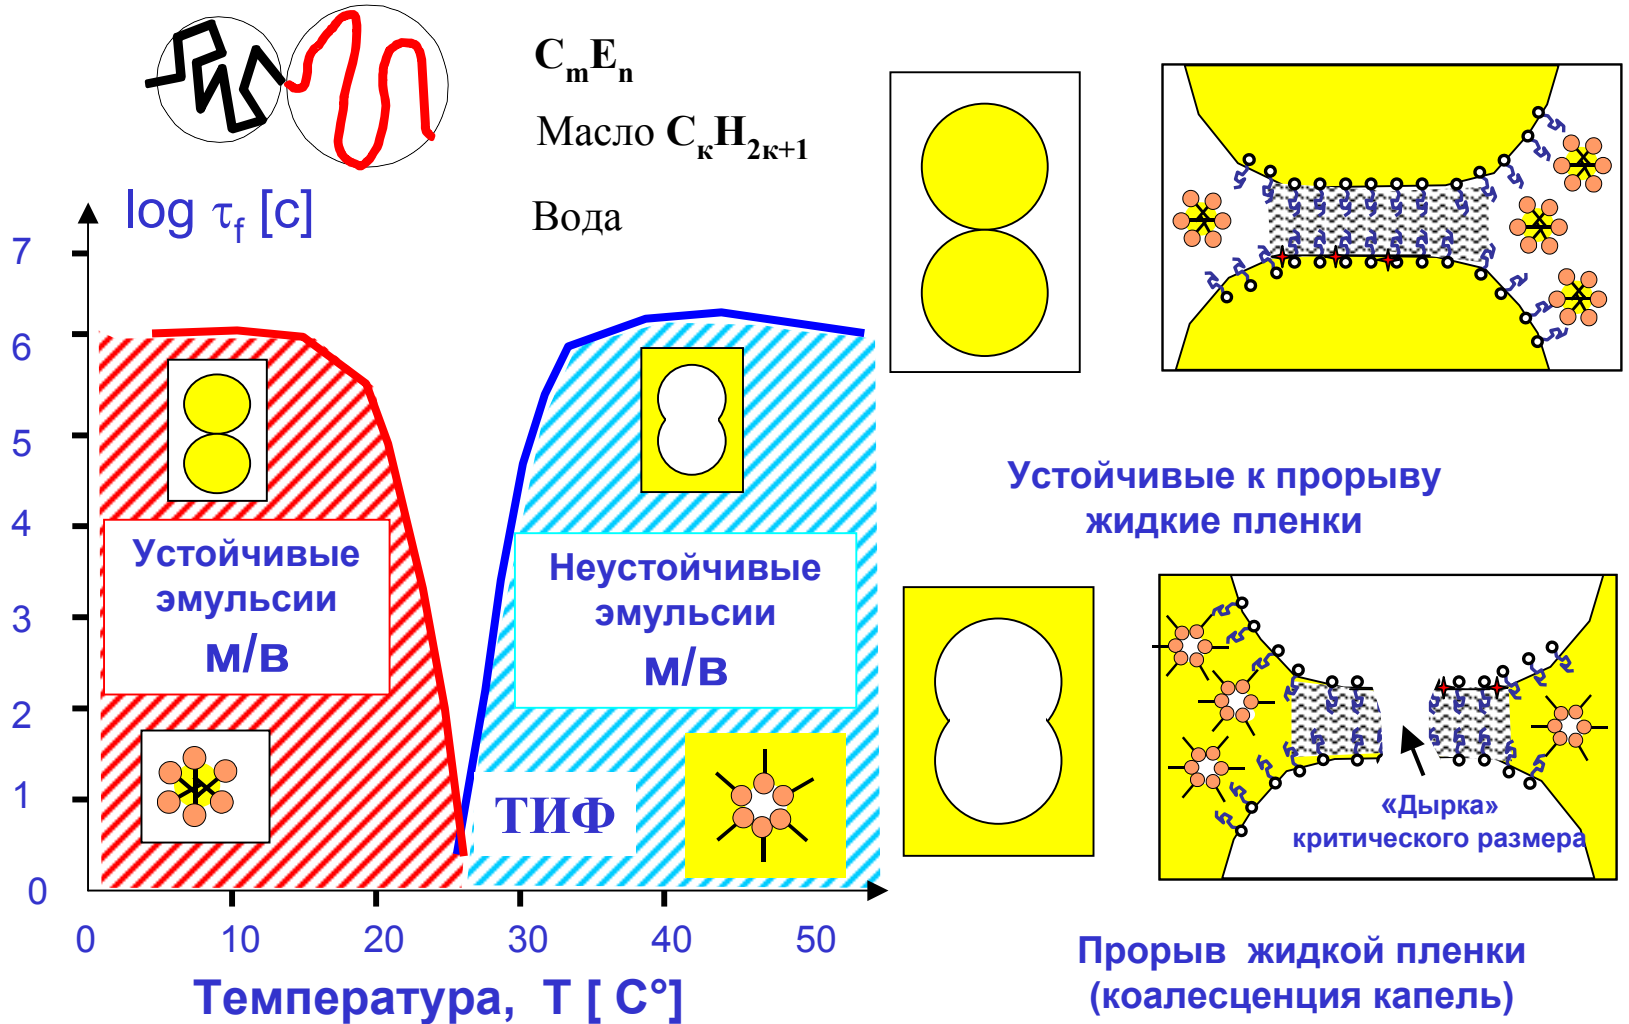 CmEn
Масло CкH2к+1
Вода
log τf [c]
7
6
5
4
3
2
1
0
Устойчивые
эмульсии
м/в
Неустойчивые
эмульсии
м/в
ТИФ
0 10 20 30 40 50
Температура, T [ C°]
Устойчивые к прорыву
жидкие пленки
«Дырка»
критического размера
Прорыв жидкой пленки
(коалесценция капель)